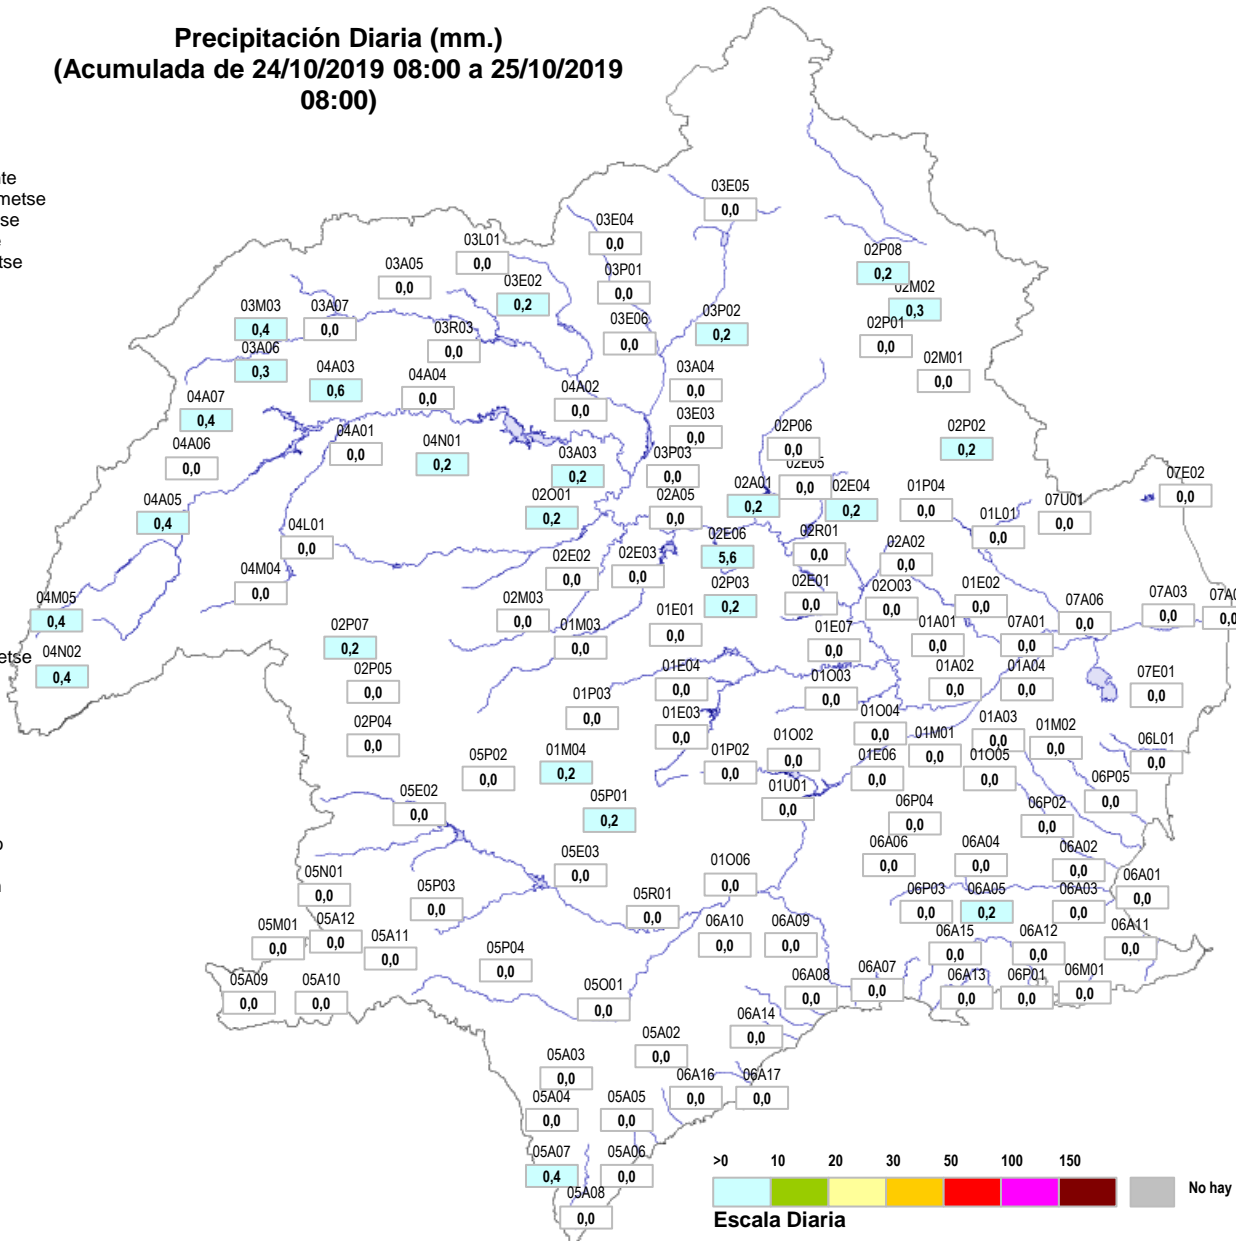 Precipitación Diaria (mm.)
(Acumulada de 24/10/2019 08:00 a 25/10/2019
08:00)
03E05
0,0
03E04
0,0
03L01
0,0
02P08
0,2
03A05
0,0
03P01
0,0
03E02
0,2
02M02
0,3
03M03
0,4
03A07
0,0
03E06
0,0
03P02
0,2
02P01
0,0
03R03
0,0
03A06
0,3
04A03
0,6
03A04
0,0
02M01
0,0
04A04
0,0
04A02
0,0
04A07
0,4
03E03
0,0
02P06
0,0
02P02
0,2
04A01
0,0
04A06
0,0
04N01
0,2
03A03
0,2
03P03
0,0
02E05
0,0
07E02
0,0
04A05
0,4
02O01
0,2
02A05
0,0
02A01
0,2
02E04
0,2
01P04
0,0
07U01
0,0
01L01
0,0
04L01
0,0
02E06
5,6
02R01
0,0
02A02
0,0
02E02
0,0
02E03
0,0
04M04
0,0
02E01
0,0
02O03
0,0
01E02
0,0
04M05
0,4
02M03
0,0
02P03
0,2
07A06
0,0
07A03
0,0
07A0
0,0
02P07
0,2
01M03
0,0
01E01
0,0
01E07
0,0
01A01
0,0
07A01
0,0
etse
04N02
0,4
02P05
0,0
01E04
0,0
01O03
0,0
01A02
0,0
01A04
0,0
07E01
0,0
02P04
0,0
01P03
0,0
01E03
0,0
01O04
0,0
01A03
0,0
01M02
0,0
01M01
0,0
06L01
0,0
05P02
0,0
01M04
0,2
01P02
0,0
01O02
0,0
01E06
0,0
01O05
0,0
05E02
0,0
05P01
0,2
01U01
0,0
06P04
0,0
06P02
0,0
06P05
0,0
05E03
0,0
01O06
0,0
06A06
0,0
06A04
0,0
06A02
0,0
05N01
0,0
05P03
0,0
05R01
0,0
06P03
0,0
06A05
0,2
06A03
0,0
06A01
0,0
05M01
0,0
05A12
0,0
05A11
0,0
06A10
0,0
06A09
0,0
06A15
0,0
06A12
0,0
06A11
0,0
05P04
0,0
05A09
0,0
05A10
0,0
05O01
0,0
06A08
0,0
06A07
0,0
06A13
0,0
06P01
0,0
06M01
0,0
05A02
0,0
06A14
0,0
05A03
0,0
06A16
0,0
06A17
0,0
05A04
0,0
05A05
0,0
05A07
0,4
05A06
0,0
05A08
0,0
>0 10 20 30 50 100 150
No hay
Escala Diaria
te
metse
se
e
tse
o
n